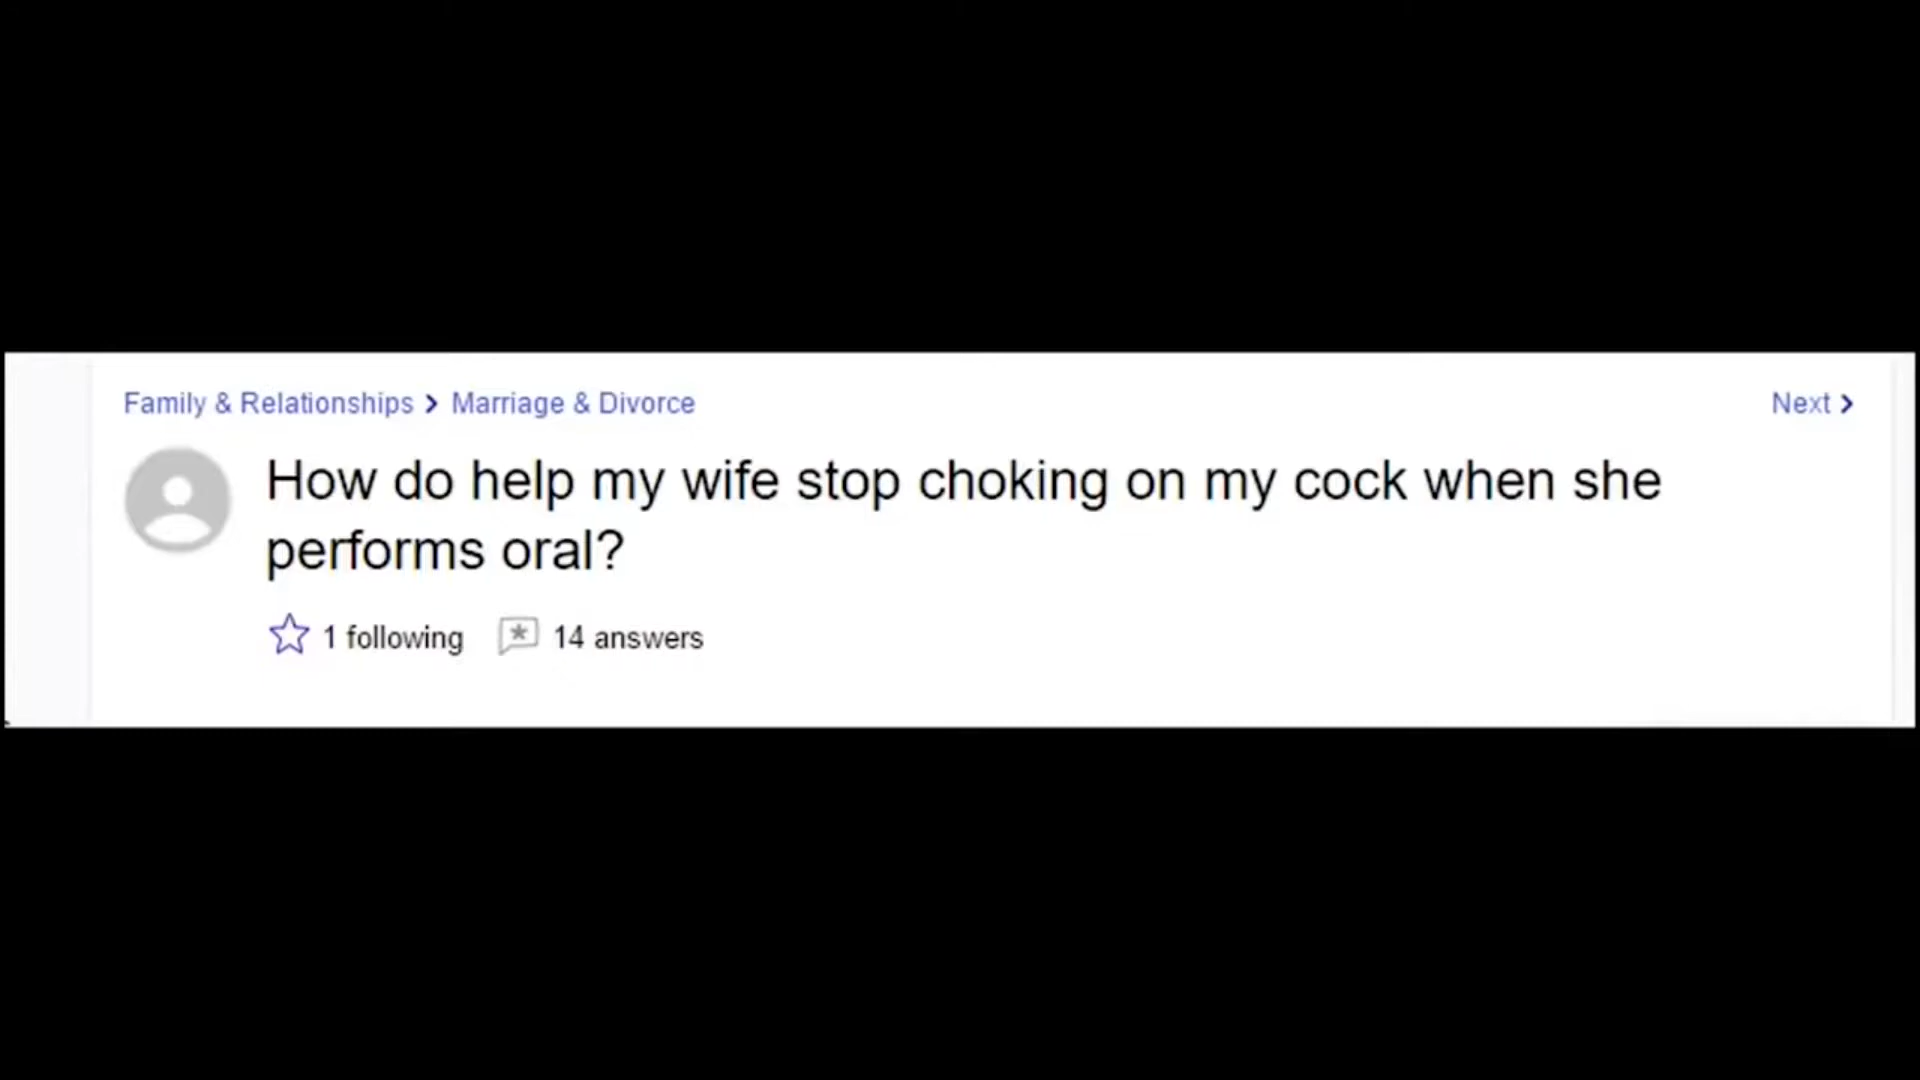 Family & Relationships > Marriage & Divorce Next >
How do help my wife stop choking on my cock when she
performs oral?
1 following 14 answers